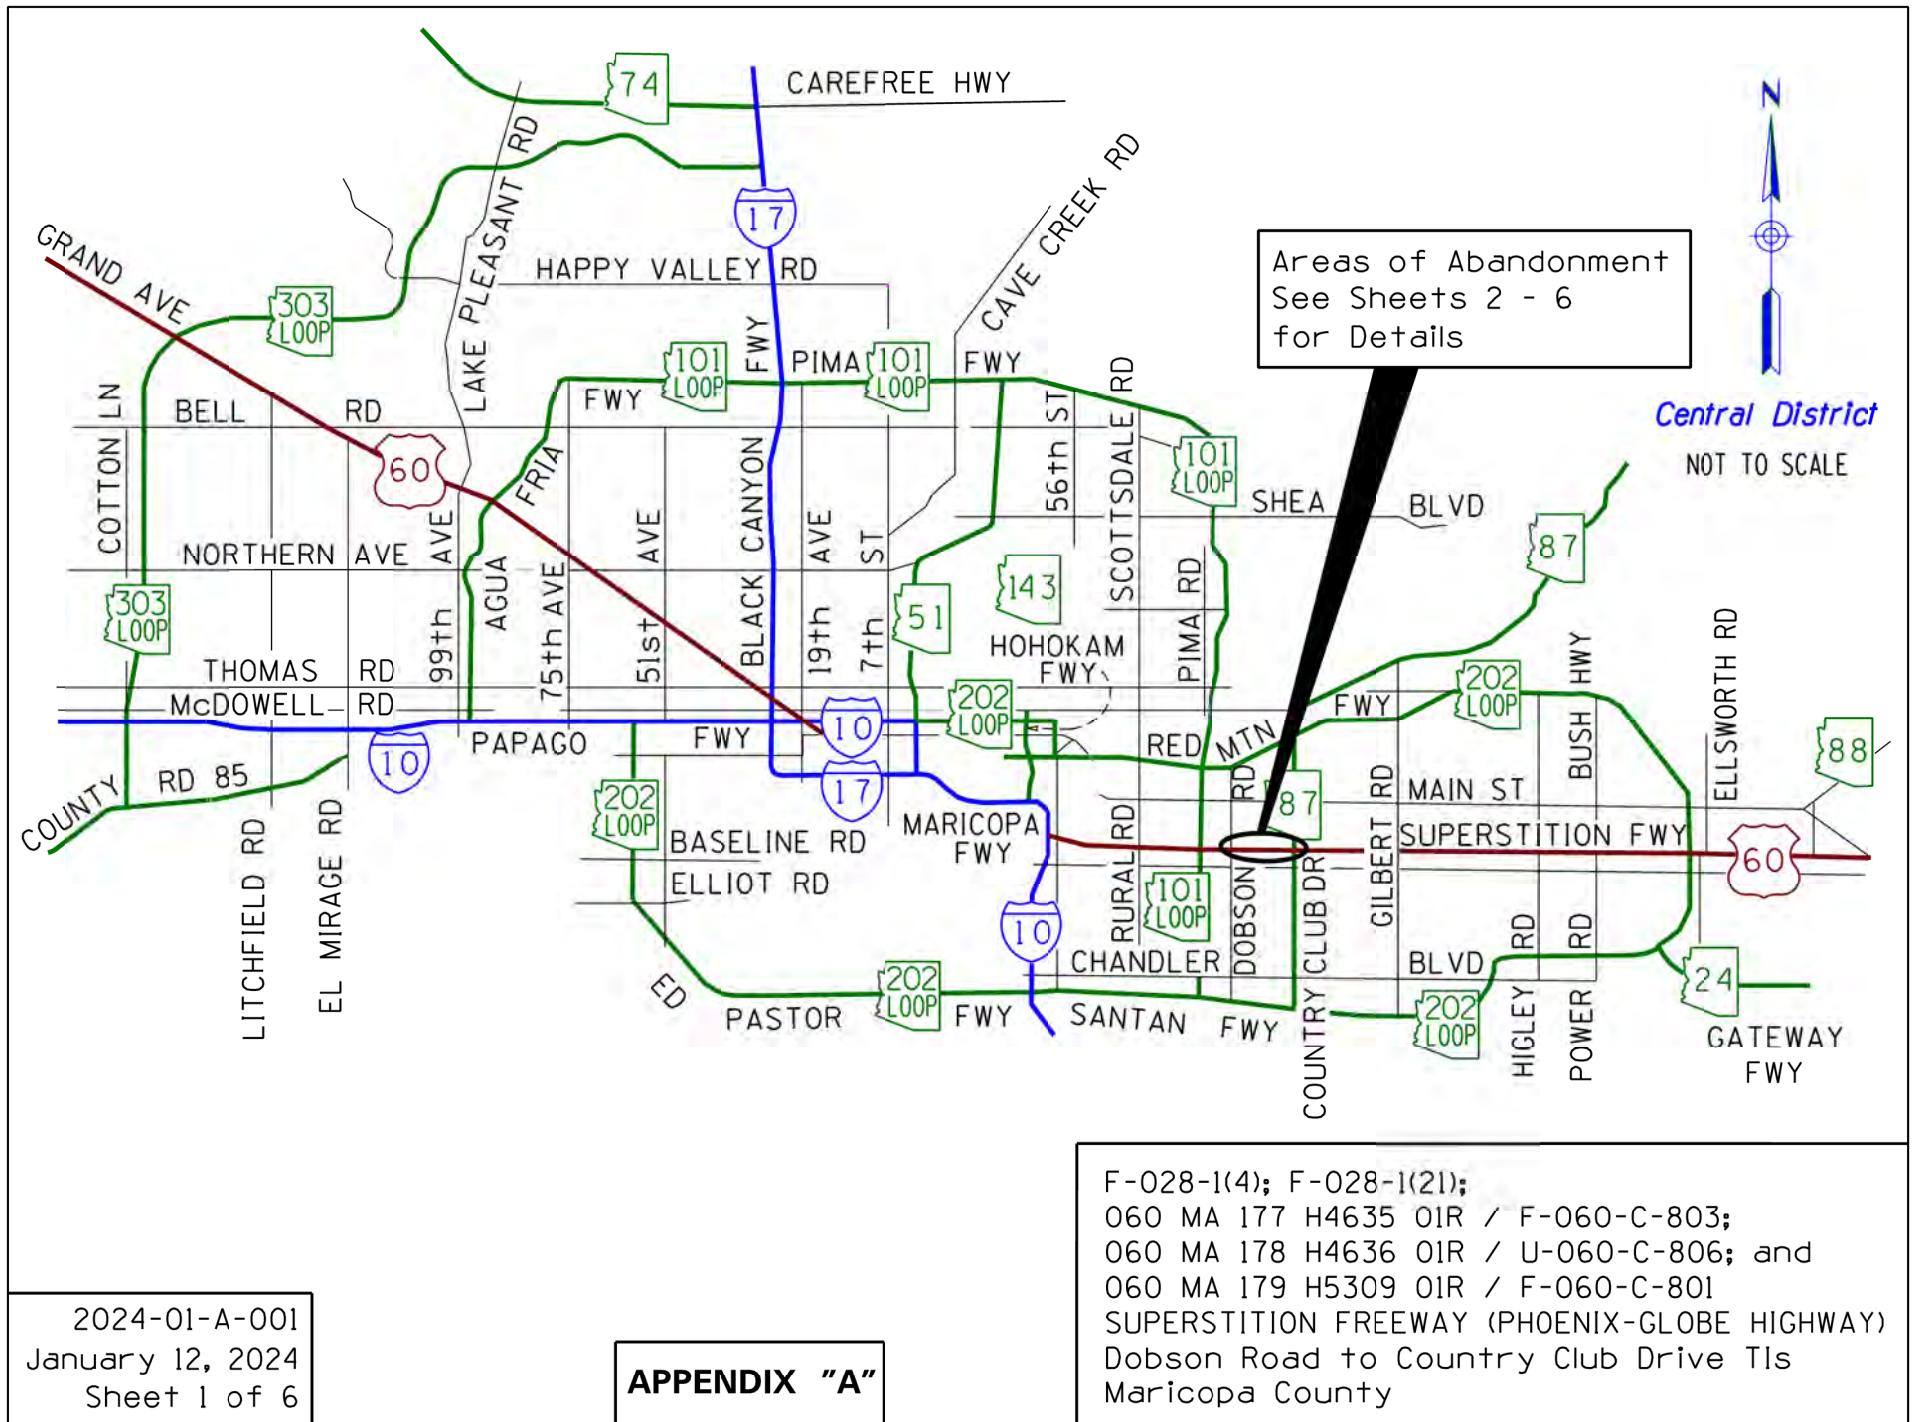 74
CAREFREE HWY
N
LAKE PLEASANT RD
CAVE CREEK RD
17
GRAND AVE
HAPPY VALLEY RD
Areas of Abandonment
See Sheets 2 - 6
for Details
303
LOOP
101
LOOP
FWY
PIMA
101
LOOP
FWY
FWY
Central District
NOT TO SCALE
COTTON LN
BELL RD
60
AGUA FRIA
BLACK CANYON
56th ST
SCOTTSDALE RD
101
LOOP
SHEA BLVD
87
NORTHERN AVE
99th AVE
75th AVE
51st AVE
19th AVE
7th ST
143
51
PIMA RD
303
LOOP
HOHOKAM
FWY
THOMAS RD
McDOWELL RD
202
LOOP
FWY
202
LOOP
BUSH HWY
ELLSWORTH RD
10
PAPAGO
FWY
10
RED MTN
88
COUNTY RD 85
17
202
LOOP
87
MAIN ST
SUPERSTITION FWY
60
LITCHFIELD RD
EL MIRAGE RD
BASELINE RD
ELLIOT RD
MARICOPA
FWY
RURAL RD
101
LOOP
DOBSON RD
COUNTRY CLUB DR
GILBERT RD
10
CHANDLER BLVD
HIGLEY RD
POWER RD
24
ED PASTOR FWY
202
LOOP
SANTAN FWY
202
LOOP
GATEWAY
FWY
F-028-1(4); F-028-1(21);
060 MA 177 H4635 01R / F-060-C-803;
060 MA 178 H4636 01R / U-060-C-806; and
060 MA 179 H5309 01R / F-060-C-801
SUPERSTITION FREEWAY (PHOENIX-GLOBE HIGHWAY)
Dobson Road to Country Club Drive TIs
Maricopa County
2024-01-A-001
January 12, 2024
Sheet 1 of 6
APPENDIX "A"